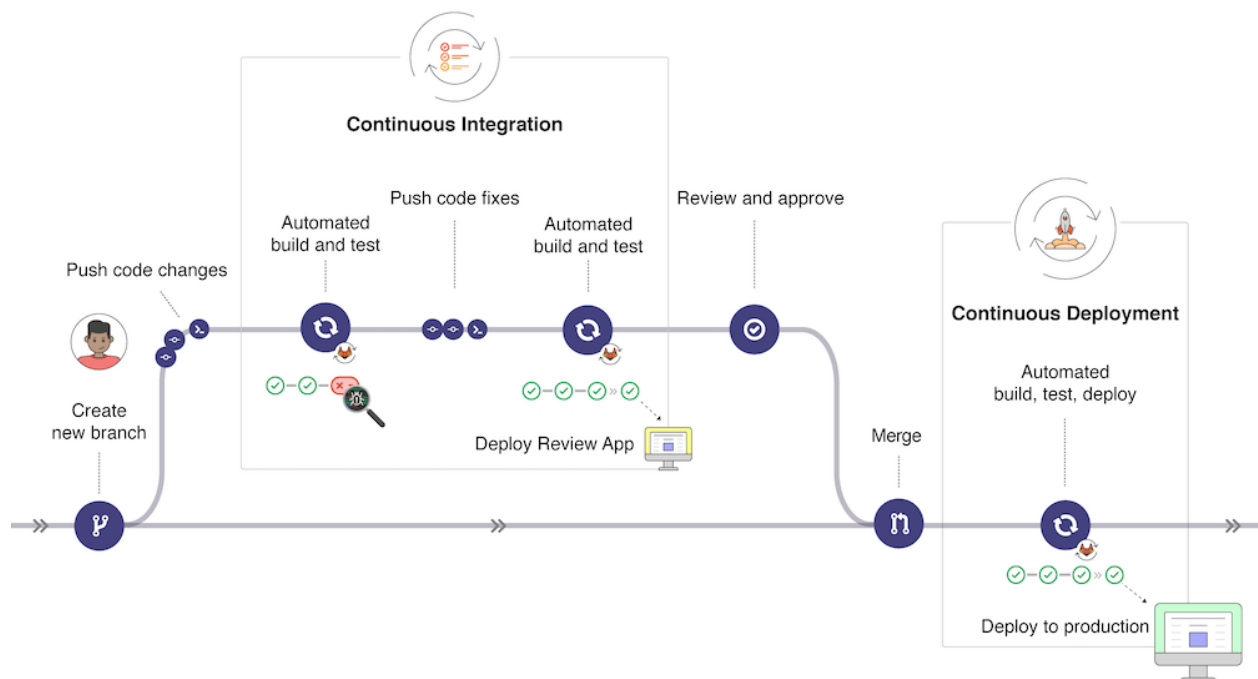 Continuous Integration
Push code fixes
Review and approve
Automated
build and test
Automated
build and test
Push code changes
Continuous Deployment
Automated
build, test, deploy
Create
new branch
Deploy Review App
Merge
Deploy to production